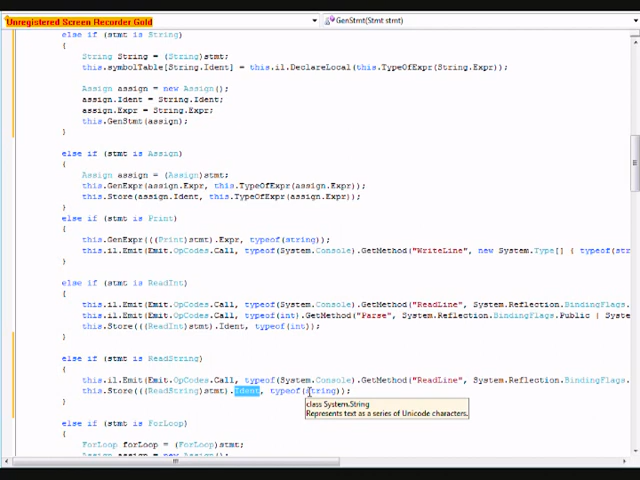 Unregistered Screen Recorder Gold
GenStmt(Stmt stmt)
else if (stmt is String)
{
String String = (String)stmt;
this.symbolTable[String.Ident] = this.il.DeclareLocal(this.TypeOfExpr(String.Expr));
Assign assign = new Assign();
assign.Ident = String.Ident;
assign.Expr = String.Expr;
this.GenStmt(assign);
}
else if (stmt is Assign)
{
Assign assign = (Assign)stmt;
this.GenExpr(assign.Expr, this.TypeOfExpr(assign.Expr));
this.Store(assign.Ident, this.TypeOfExpr(assign.Expr));
}
else if (stmt is Print)
{
this.GenExpr(((Print)stmt).Expr, typeof(string));
this.il.Emit(Emit.OpCodes.Call, typeof(System.Console).GetMethod("WriteLine", new System.Type[] { typeof(str
}
else if (stmt is ReadInt)
{
this.il.Emit(Emit.OpCodes.Call, typeof(System.Console).GetMethod("ReadLine", System.Reflection.BindingFlags.
this.il.Emit(Emit.OpCodes.Call, typeof(int).GetMethod("Parse", System.Reflection.BindingFlags.Public | System
this.Store(((ReadInt)stmt).Ident, typeof(int));
}
else if (stmt is ReadString)
{
this.il.Emit(Emit.OpCodes.Call, typeof(System.Console).GetMethod("ReadLine", System.Reflection.BindingFlags.
this.Store(((ReadString)stmt).Ident, typeof(string));
}
class System.String
Represents text as a series of Unicode characters.
else if (stmt is ForLoop)
{
ForLoop forLoop = (ForLoop)stmt;
Assign assign = new Assign();